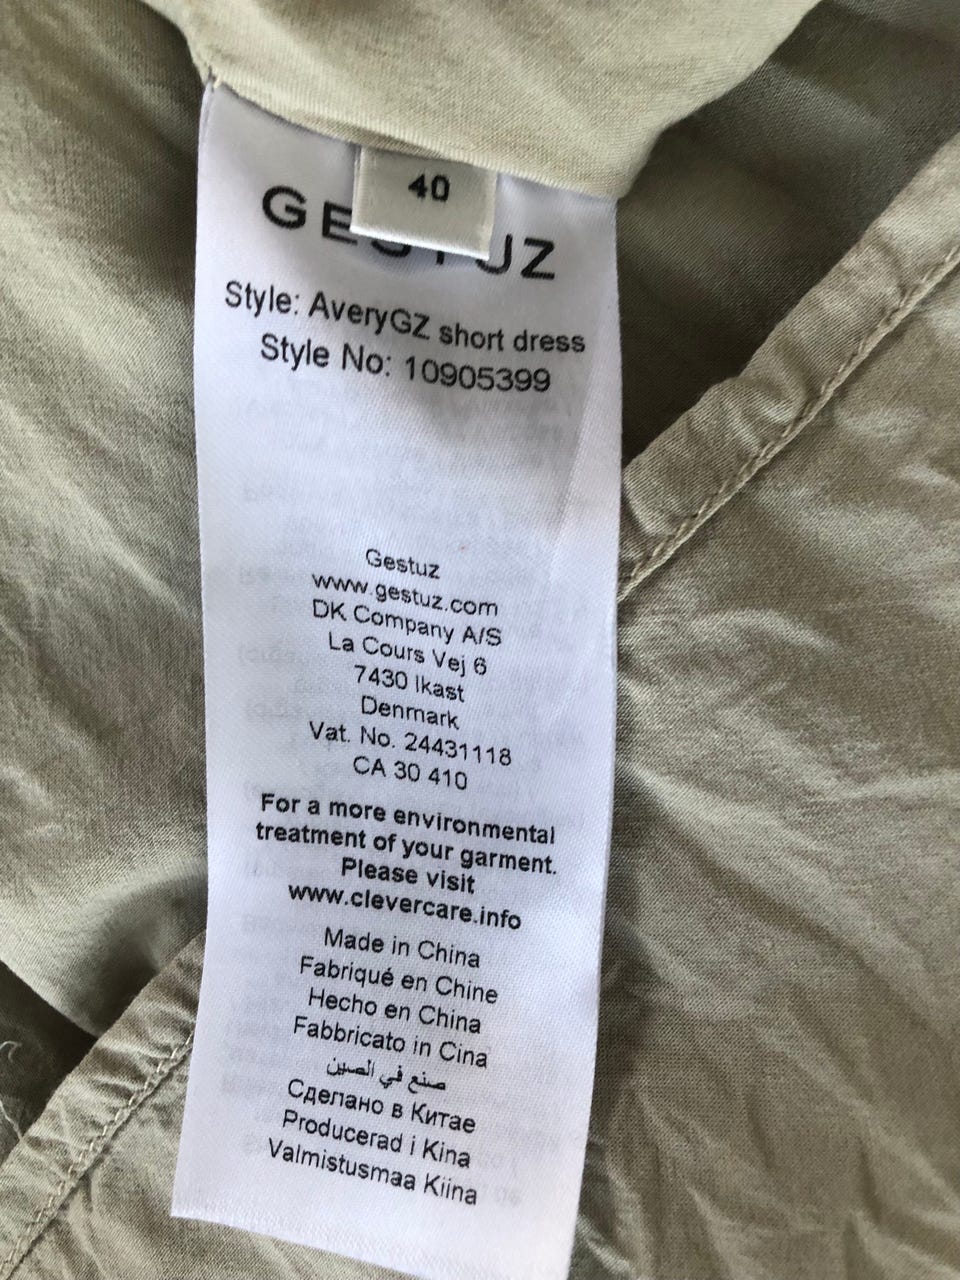 40
GESTUZ
Style: AveryGZ short dress
Style No: 10905399
Gestuz
www.gestuz.com
DK Company A/S
La Cours Vej 6
7430 Ikast
Denmark
Vat. No. 24431118
CA 30 410
For a more environmental
treatment of your garment.
Please visit
www.clevercare.info
Made in China
Fabriqué en Chine
Hecho en China
Fabbricato in Cina
صنع في الصين
Сделано в Китае
Producerad i Kina
Valmistusmaa Kiina